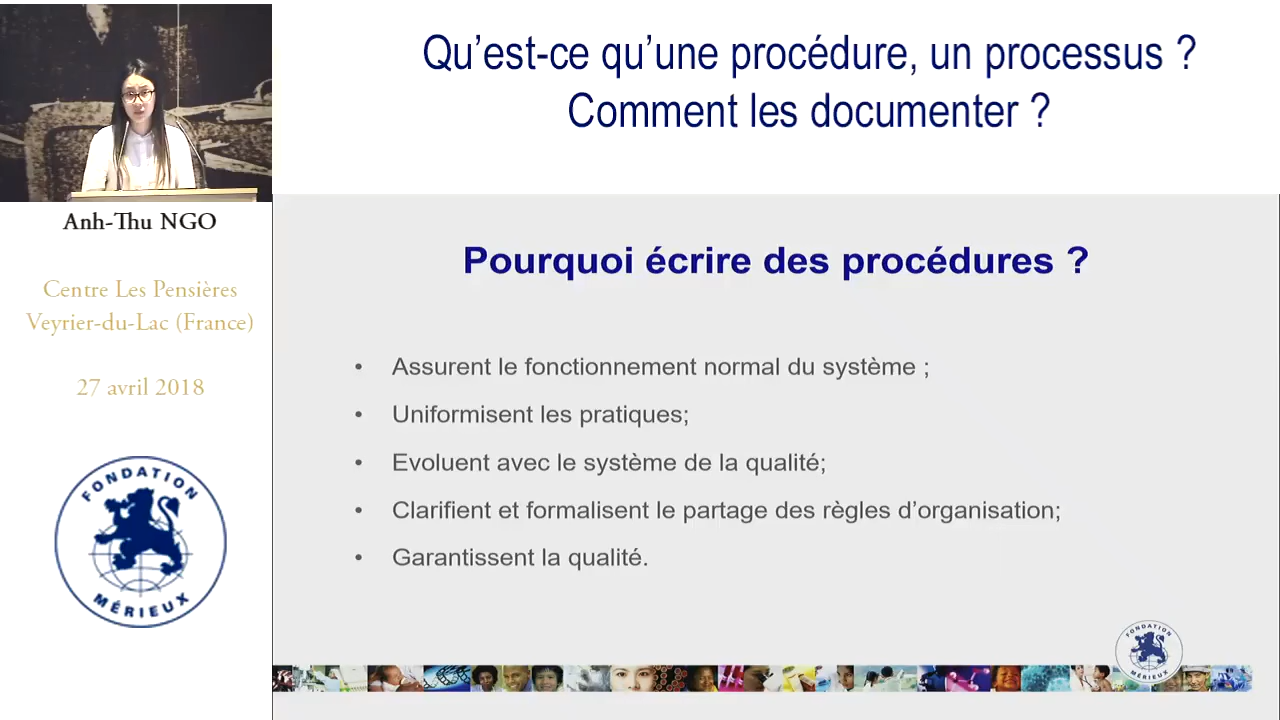 Qu’est-ce qu’une procédure, un processus ?
Comment les documenter ?
Anh-Thu NGO
Centre Les Pensières
Veyrier-du-Lac (France)
27 avril 2018
FONDATION
MÉRIEUX
Pourquoi écrire des procédures ?
• Assurent le fonctionnement normal du système ;
• Uniformisent les pratiques;
• Evoluent avec le système de la qualité;
• Clarifient et formalisent le partage des règles d’organisation;
• Garantissent la qualité.
FONDATION
MÉRIEUX